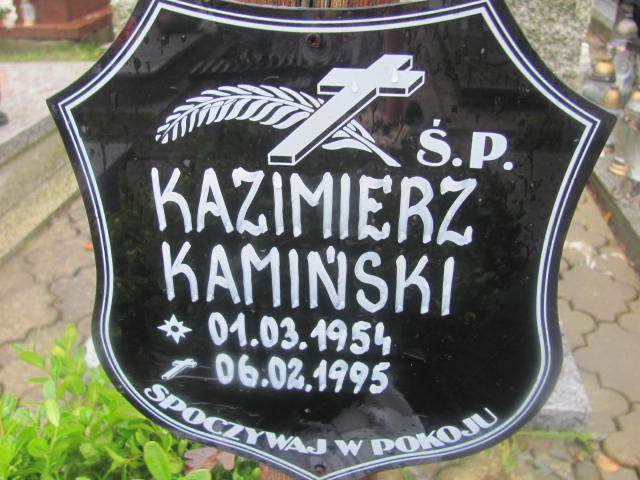 Ś.P.
KAZIMIERZ
KAMIŃSKI
01.03.1954
06.02.1995
SPOCZYWAJ W POKOJU